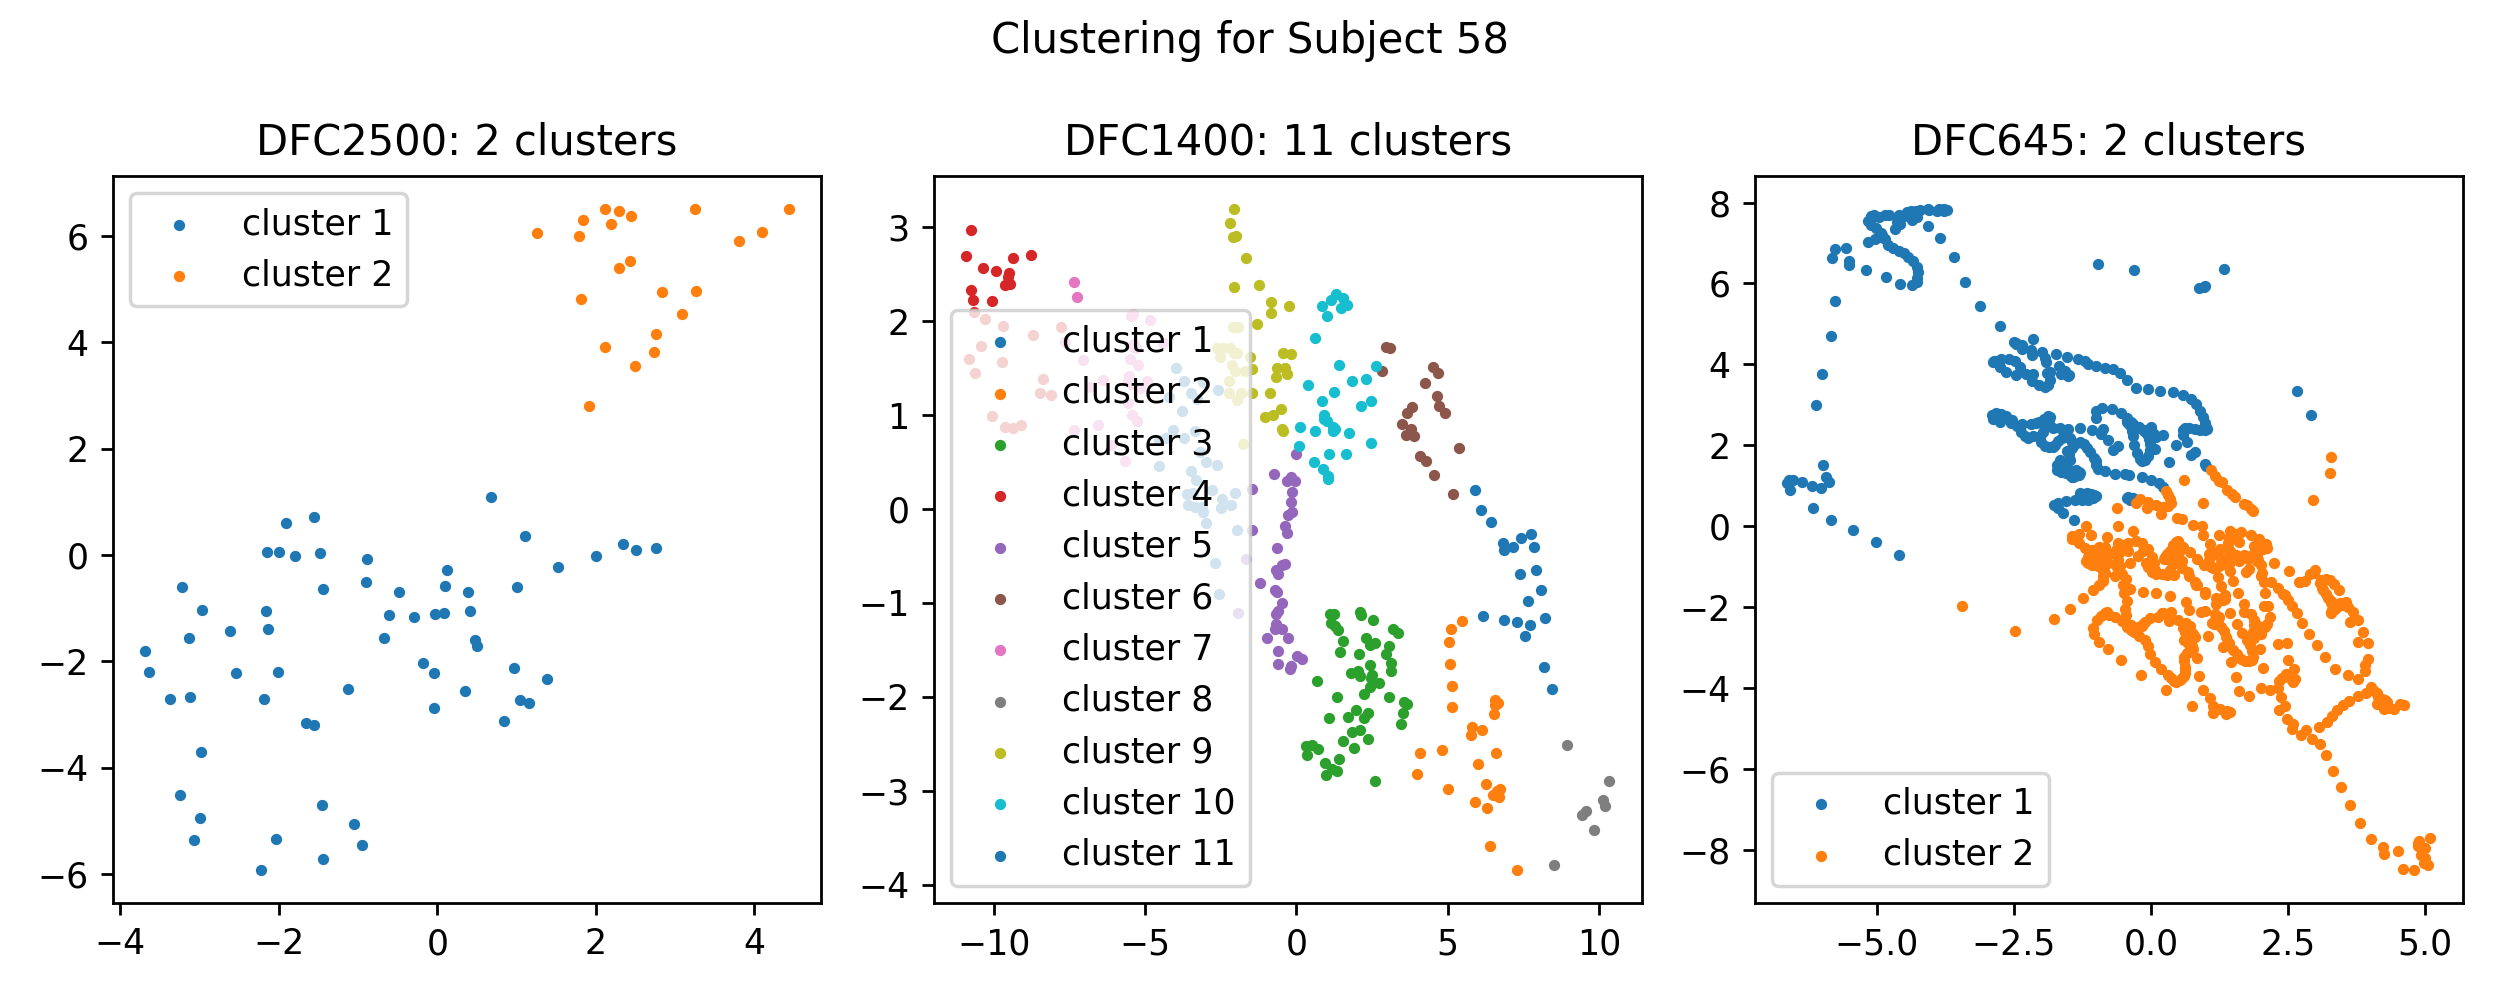 Clustering for Subject 58
DFC2500: 2 clusters
cluster 1
cluster 2
6
4
2
0
−2
−4
−6
−4
−2
0
2
4
DFC1400: 11 clusters
3
2
1
0
−1
−2
−3
−4
cluster 1
cluster 2
cluster 3
cluster 4
cluster 5
cluster 6
cluster 7
cluster 8
cluster 9
cluster 10
cluster 11
−10
−5
0
5
10
DFC645: 2 clusters
8
6
4
2
0
−2
−4
−6
−8
cluster 1
cluster 2
−5.0
−2.5
0.0
2.5
5.0